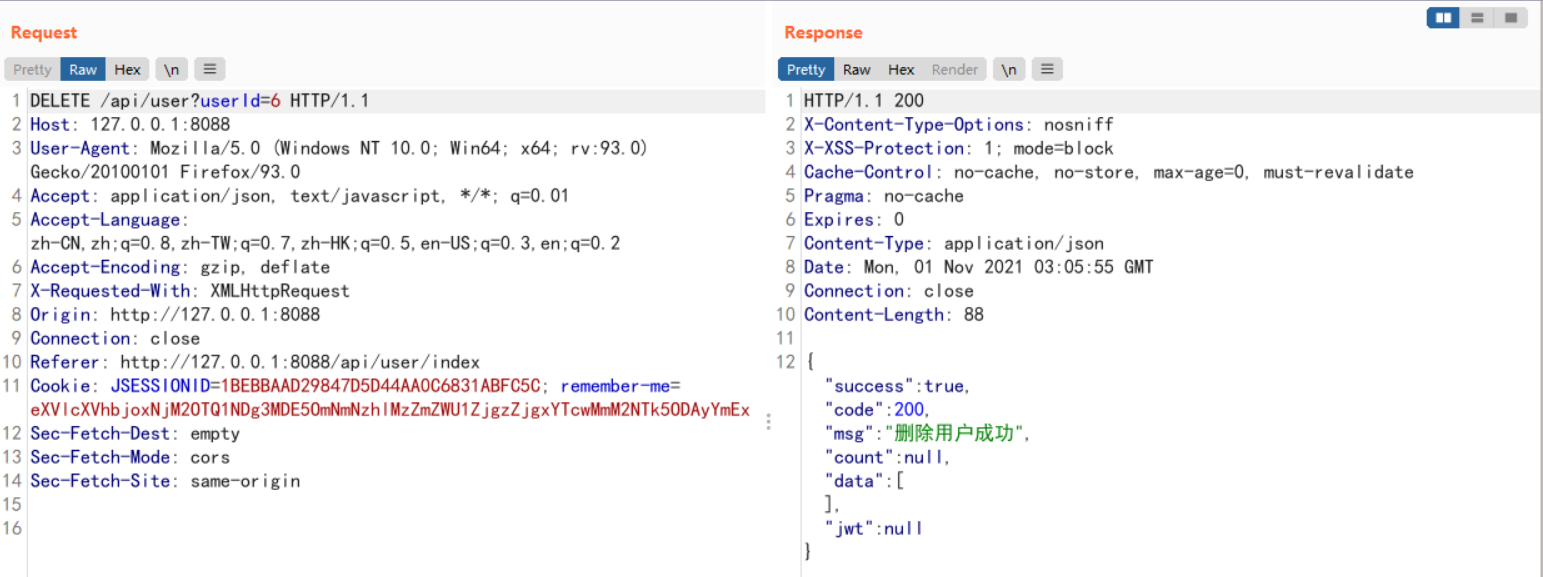 Request
Pretty Raw Hex \n ≡
1 DELETE /api/user?userId=6 HTTP/1.1
2 Host: 127.0.0.1:8088
3 User-Agent: Mozilla/5.0 (Windows NT 10.0; Win64; x64; rv:93.0)
Gecko/20100101 Firefox/93.0
4 Accept: application/json, text/javascript, */*; q=0.01
5 Accept-Language:
zh-CN,zh;q=0.8,zh-TW;q=0.7,zh-HK;q=0.5,en-US;q=0.3,en;q=0.2
6 Accept-Encoding: gzip, deflate
7 X-Requested-With: XMLHttpRequest
8 Origin: http://127.0.0.1:8088
9 Connection: close
10 Referer: http://127.0.0.1:8088/api/user/index
11 Cookie: JSESSIONID=1BEBBAAD29847D5D44AA0C6831ABFC5C; remember-me=
eXVlcXVhbjoxNjM2OTQ1NDg3MDE5OmNmNzhlMzZmZWU1ZjgzZjgxYTcwMmM2NTk5ODAyYmEx
12 Sec-Fetch-Dest: empty
13 Sec-Fetch-Mode: cors
14 Sec-Fetch-Site: same-origin
15
16
Response
Pretty Raw Hex Render \n ≡
1 HTTP/1.1 200
2 X-Content-Type-Options: nosniff
3 X-XSS-Protection: 1; mode=block
4 Cache-Control: no-cache, no-store, max-age=0, must-revalidate
5 Pragma: no-cache
6 Expires: 0
7 Content-Type: application/json
8 Date: Mon, 01 Nov 2021 03:05:55 GMT
9 Connection: close
10 Content-Length: 88
11
12 {
"success":true,
"code":200,
"msg":"删除用户成功",
"count":null,
"data":[
],
"jwt":null
}